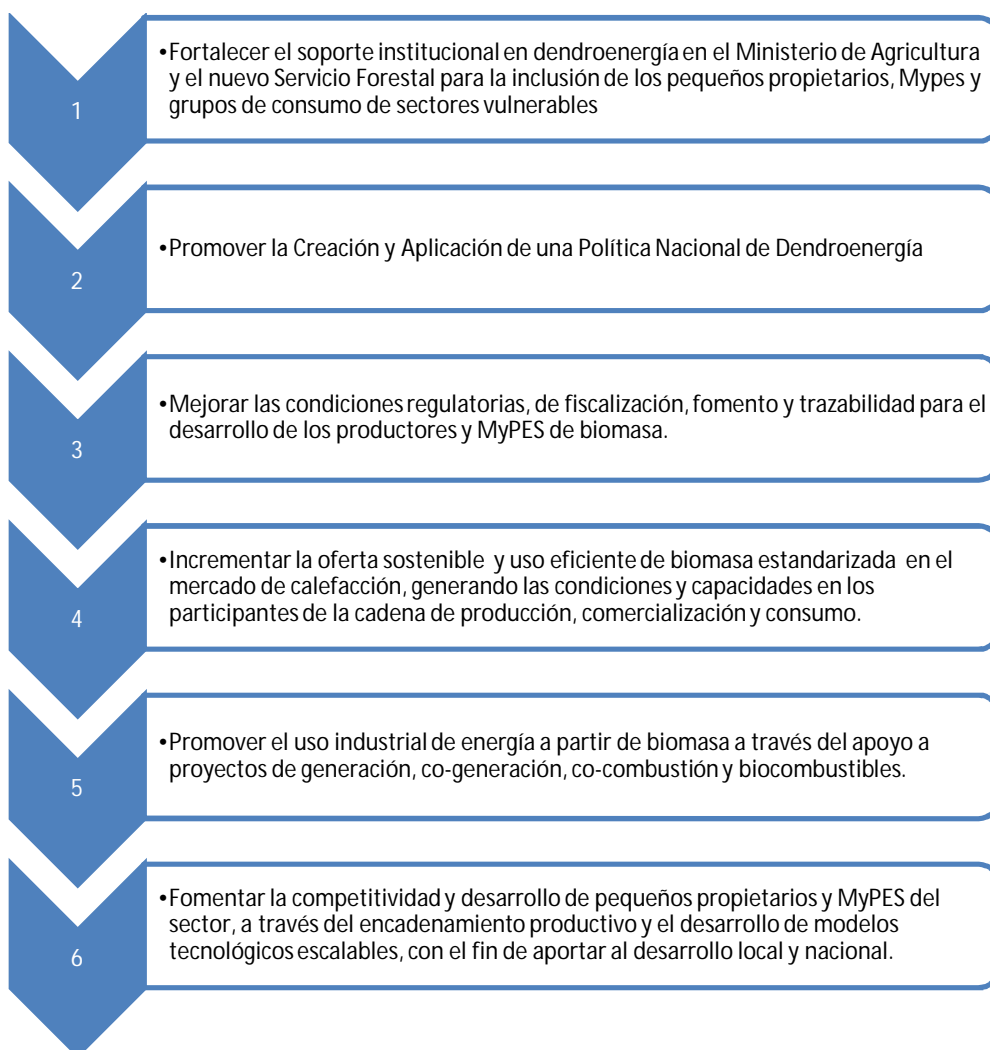 1
•Fortalecer el soporte institucional en dendroenergía en el Ministerio de Agricultura
y el nuevo Servicio Forestal para la inclusión de los pequeños propietarios, Mypes y
grupos de consumo de sectores vulnerables
2
•Promover la Creación y Aplicación de una Política Nacional de Dendroenergía
3
•Mejorar las condiciones regulatorias, de fiscalización, fomento y trazabilidad para el
desarrollo de los productores y MyPES de biomasa.
4
•Incrementar la oferta sostenible y uso eficiente de biomasa estandarizada en el
mercado de calefacción, generando las condiciones y capacidades en los
participantes de la cadena de producción, comercialización y consumo.
5
•Promover el uso industrial de energía a partir de biomasa a través del apoyo a
proyectos de generación, co-generación, co-combustión y biocombustibles.
6
•Fomentar la competitividad y desarrollo de pequeños propietarios y MyPES del
sector, a través del encadenamiento productivo y el desarrollo de modelos
tecnológicos escalables, con el fin de aportar al desarrollo local y nacional.